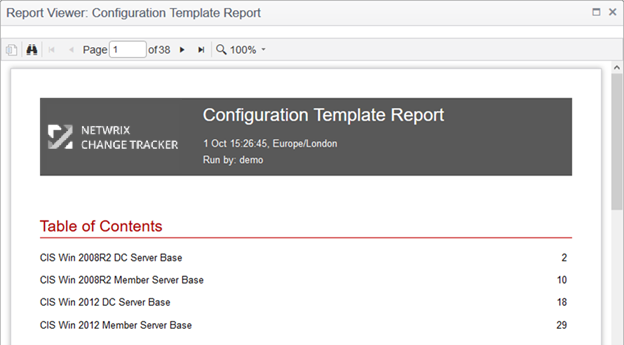 Report Viewer: Configuration Template Report
Page 1 of 38 100%
NETWRIX
CHANGE TRACKER
Configuration Template Report
1 Oct 15:26:45, Europe/London
Run by: demo
Table of Contents
CIS Win 2008R2 DC Server Base 2
CIS Win 2008R2 Member Server Base 10
CIS Win 2012 DC Server Base 18
CIS Win 2012 Member Server Base 29